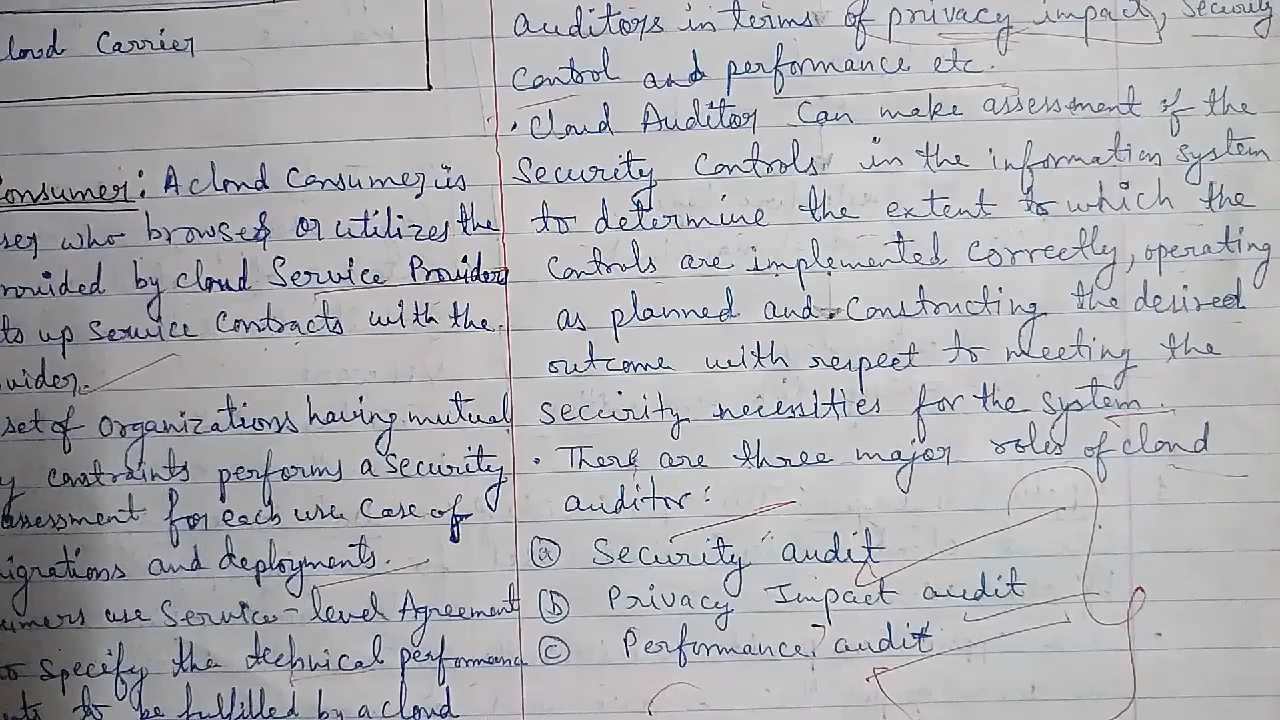 loud Carrier
onsumer: A cloud Consumer is
ser who browses or utilizes the
rovided by cloud Service Provider
ts up service contracts with the
vider.
set of organizations having mutual
y contraints performs a security
ssessment for each use case of
igrations and deployments.
umers use Service-level Agreement
to specify the technical performanc
nts to be fulfilled by a cloud
auditors in terms of privacy impact, security
control and performance etc.
• Cloud Auditor can make assessment of the
security controls in the information system
to determine the extent to which the
controls are implemented correctly, operating
as planned and constructing the desired
outcome with respect to meeting the
security necessities for the system.
• There are three major roles of cloud
auditor:
(a) Security audit
(b) Privacy Impact audit
(c) Performance audit